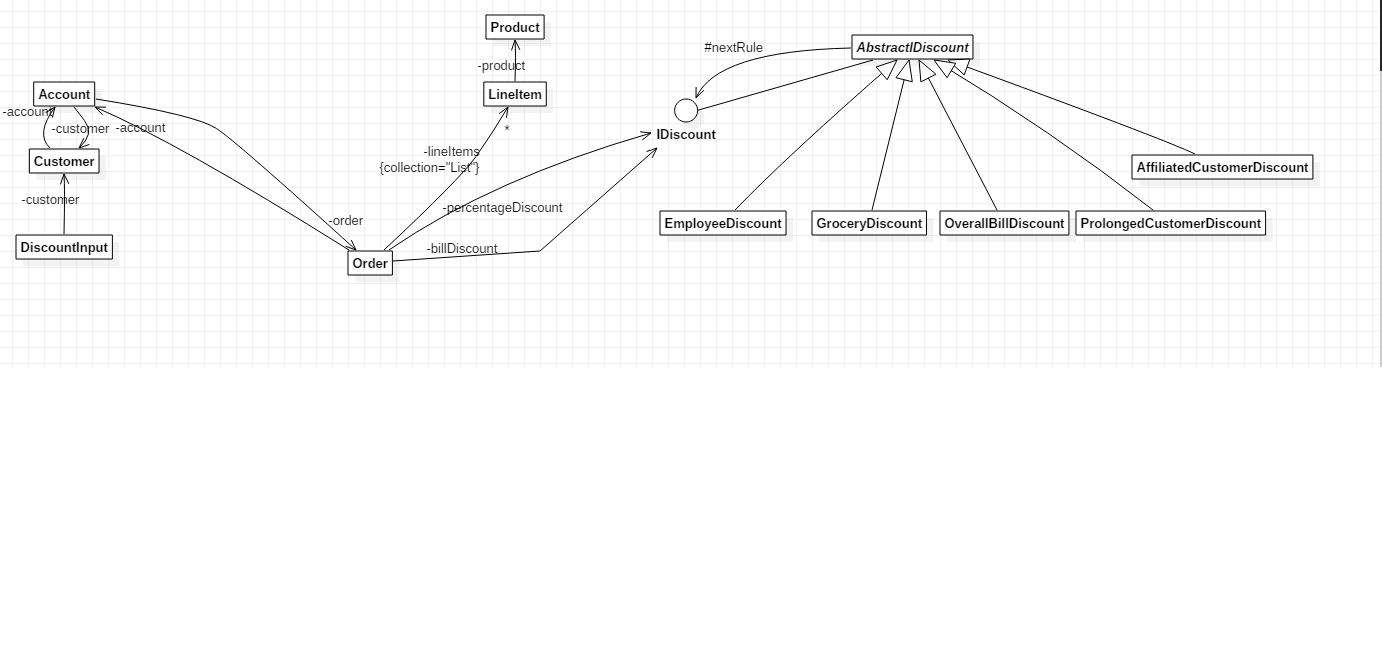 Product
#nextRule
AbstractIDiscount
-product
Account
LineItem
-account
-customer
-account
*
IDiscount
-lineItems
{collection="List"}
Customer
AffiliatedCustomerDiscount
-customer
-percentageDiscount
-order
EmployeeDiscount
GroceryDiscount
OverallBillDiscount
ProlongedCustomerDiscount
DiscountInput
-billDiscount
Order